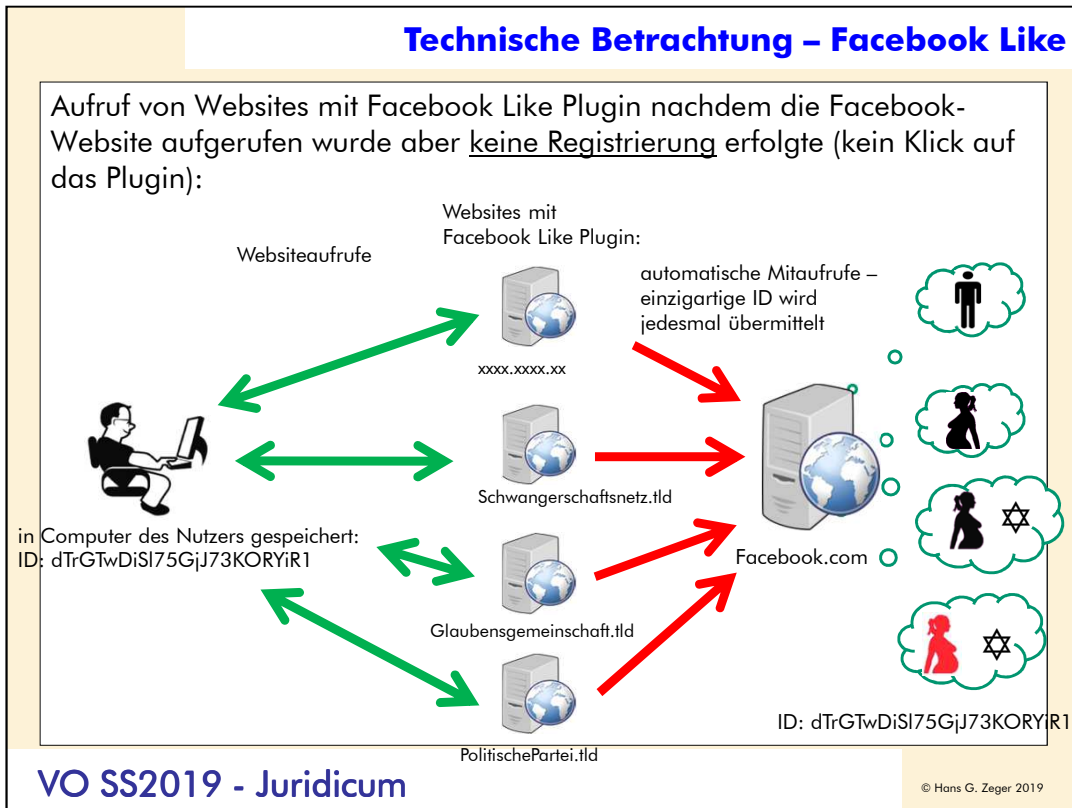 Technische Betrachtung – Facebook Like
Aufruf von Websites mit Facebook Like Plugin nachdem die Facebook-
Website aufgerufen wurde aber keine Registrierung erfolgte (kein Klick auf
das Plugin):
Websiteaufrufe
Websites mit
Facebook Like Plugin:
automatische Mitaufrufe –
einzigartige ID wird
jedesmal übermittelt
xxxx.xxxx.xx
Schwangerschaftsnetz.tld
in Computer des Nutzers gespeichert:
ID: dTrGTwDiSl75GjJ73KORYiR1
Facebook.com
Glaubensgemeinschaft.tld
ID: dTrGTwDiSl75GjJ73KORYiR1
PolitischePartei.tld
VO SS2019 - Juridicum
© Hans G. Zeger 2019